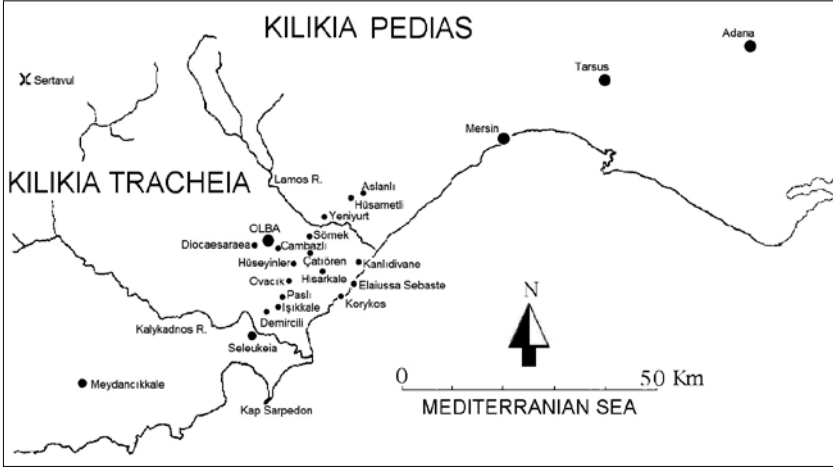 KILIKIA PEDIAS
Adana
Tarsus
Sertavul
Mersin
Lamos R.
KILIKIA TRACHEIA
Aslanlı
Hüsametli
Yeniyurt
OLBA
Sömek
Diocaesaraea
Cambazlı
Çatıören
Hüseyinler
Kanlıdivane
Hisarkale
Ovacık
Elaiussa Sebaste
Paslı
Korykos
Işıkkale
Demircili
Kalykadnos R.
Seleukeia
N
Meydancıkkale
0
50 Km
Kap Sarpedon
MEDITERRANIAN SEA